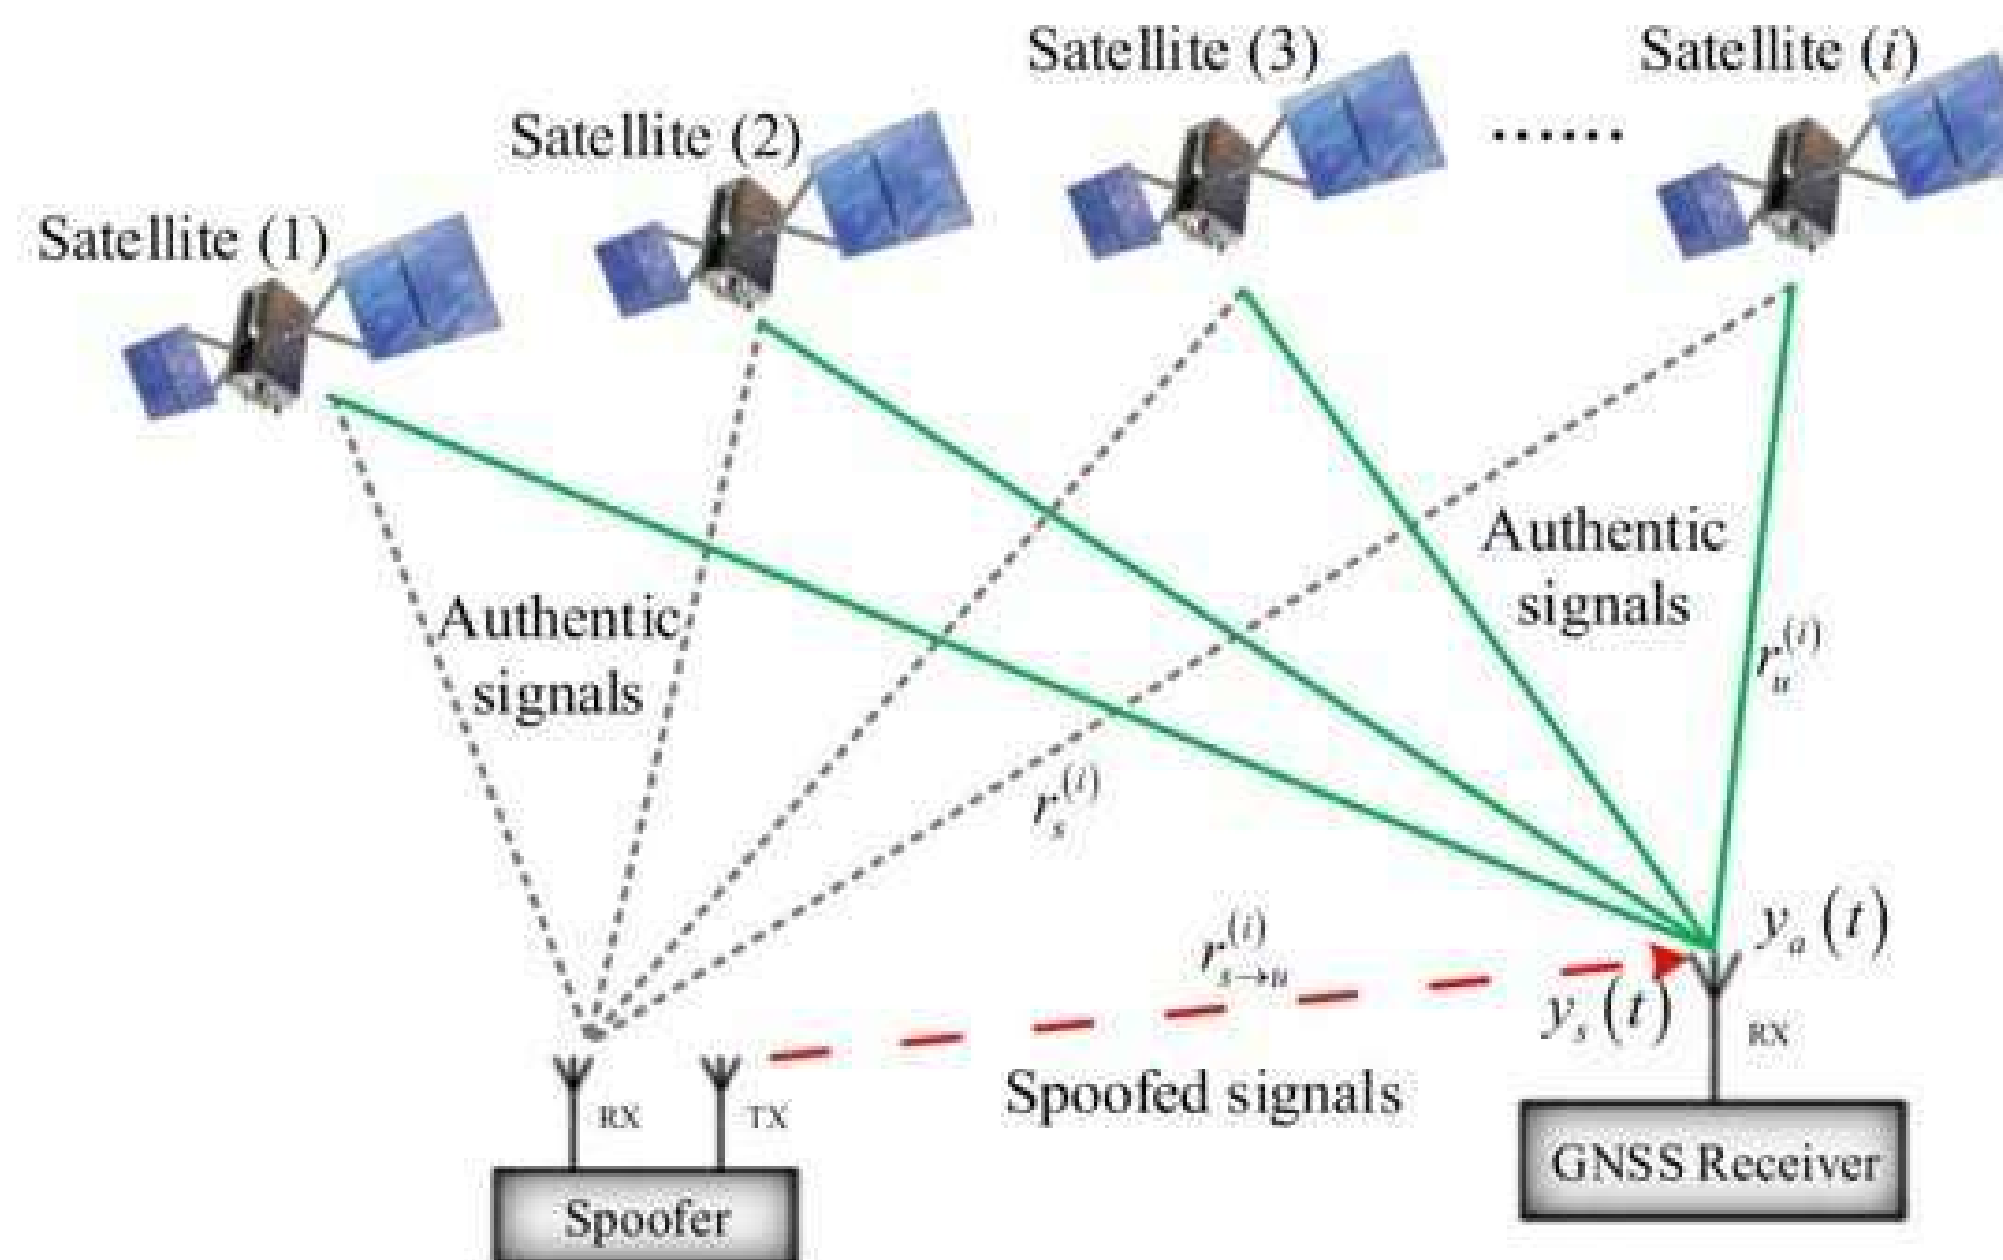 Satellite (3)
Satellite (i)
Satellite (2)
......
Satellite (1)
Authentic
signals
Authentic
signals
r_u^{(i)}
r_s^{(i)}
r_{s→u}^{(i)}
y_a (t)
y_s (t)
RX
Spoofed signals
RX
TX
GNSS Receiver
Spoofer